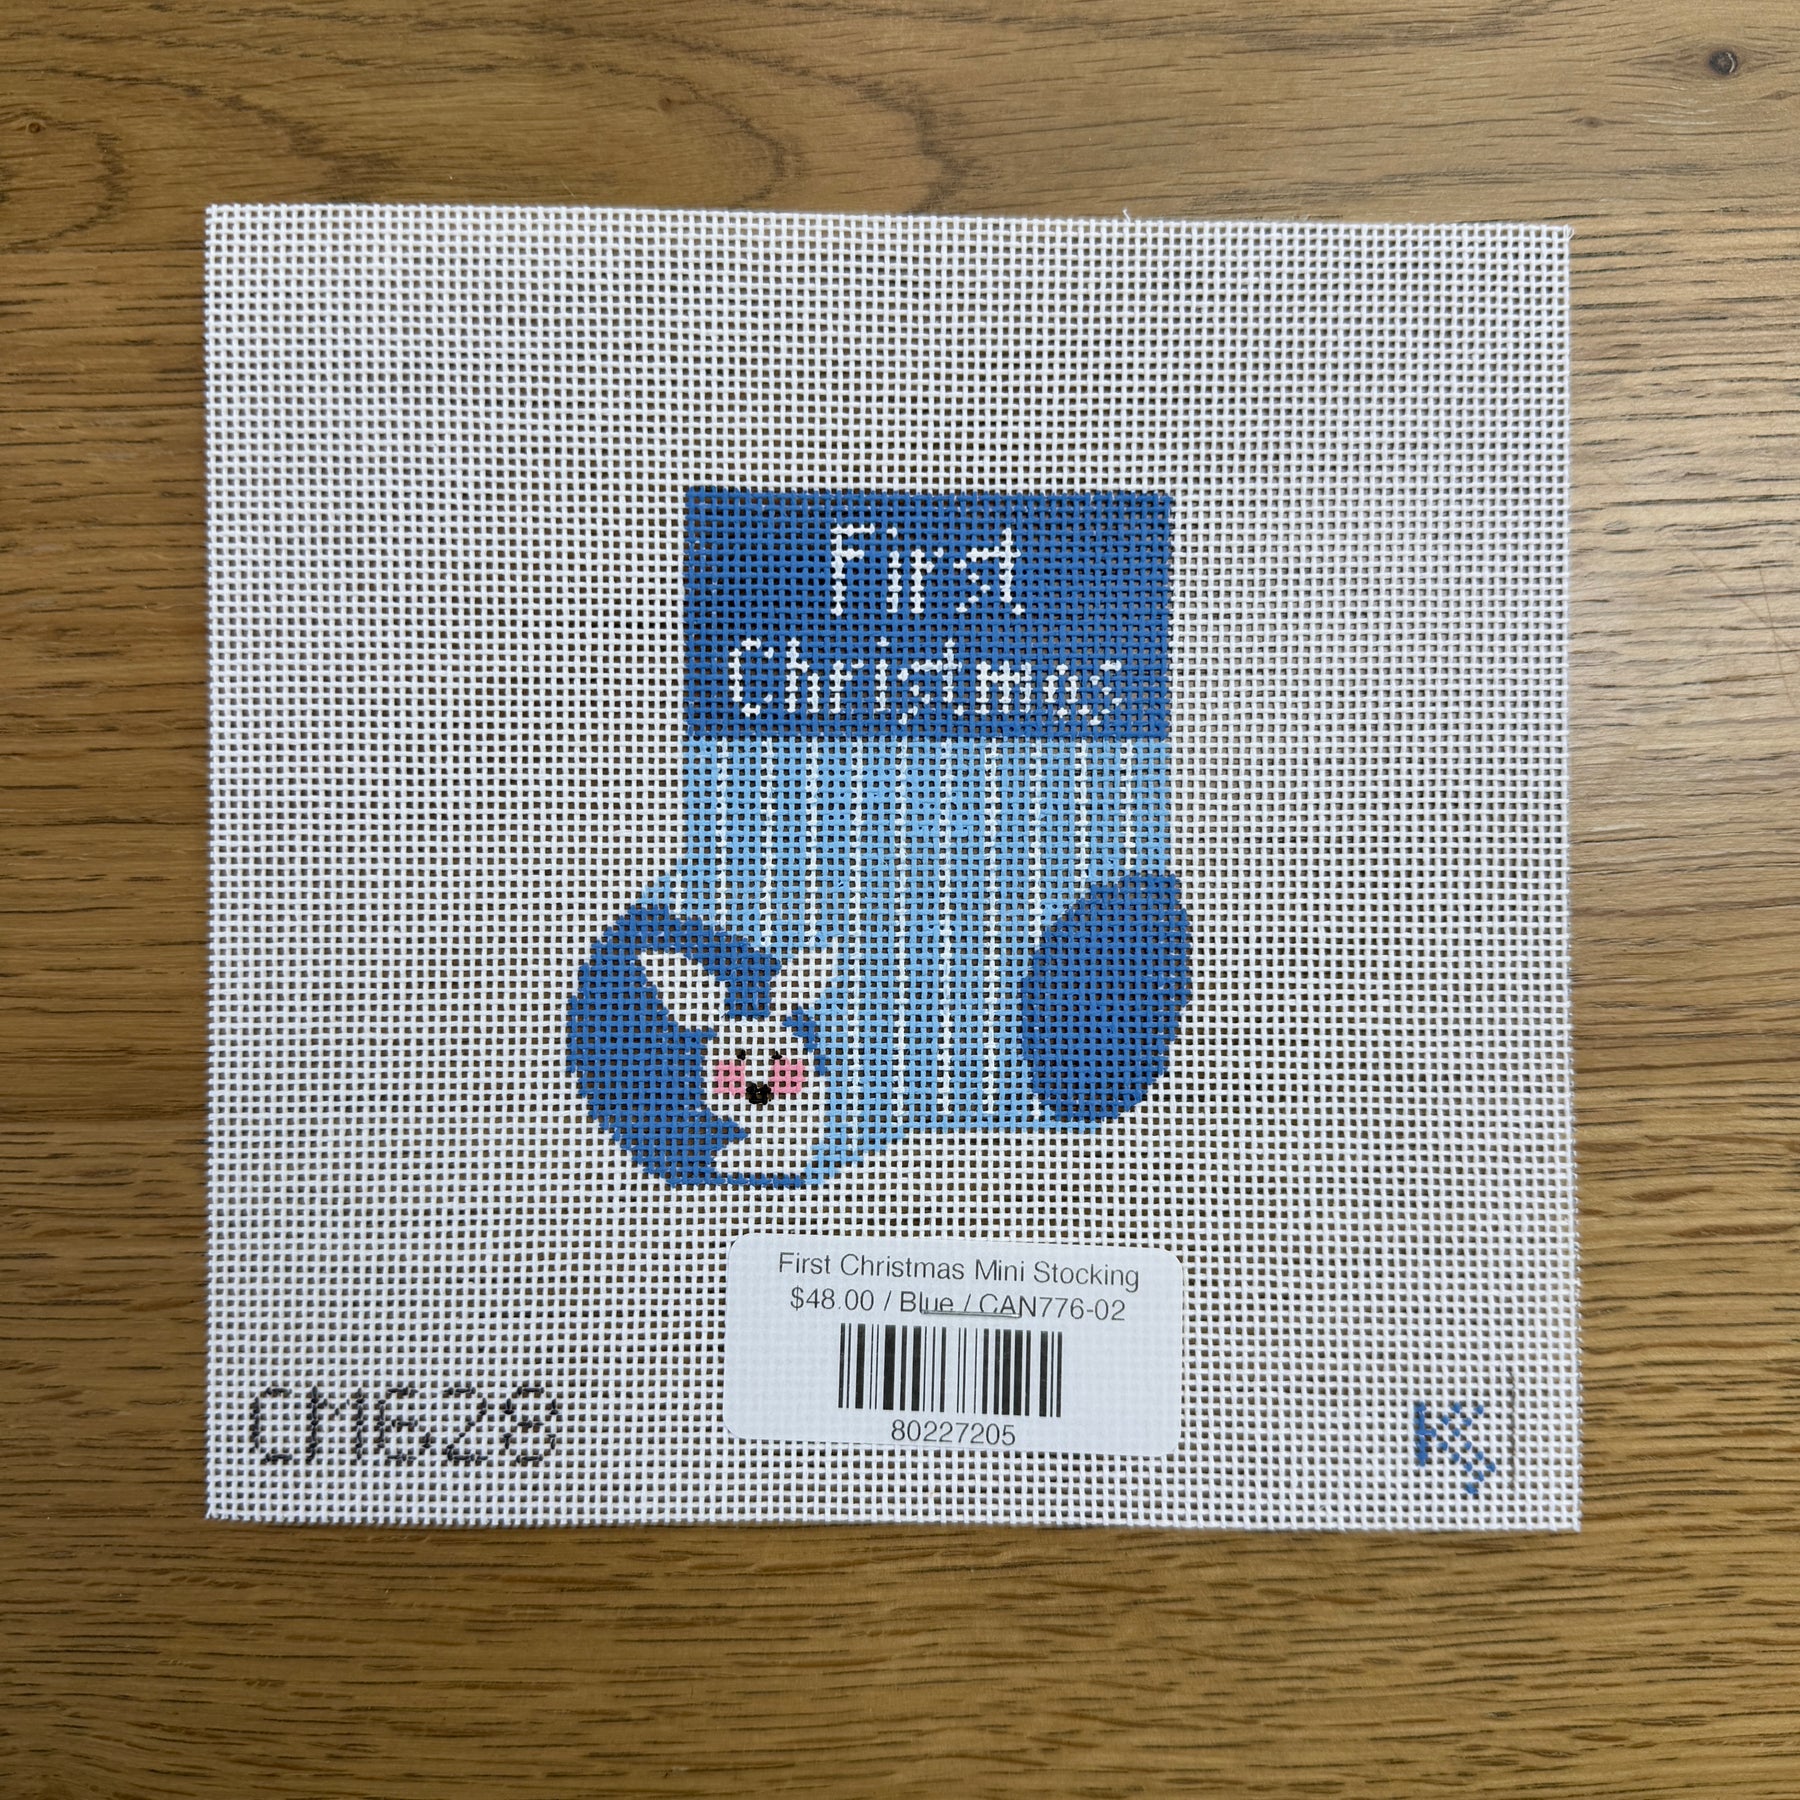 First
Christmas
First Christmas Mini Stocking
$48.00 / Blue / CAN776-02
80227205
CM628
K